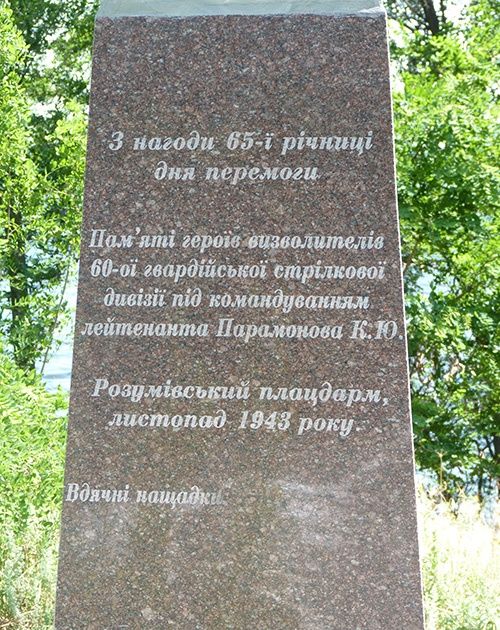 З нагоди 65-ї річниці
дня перемоги
Пам'яті героїв визволителів
60-ої гвардійської стрілкової
дивізії під командуванням
лейтенанта Парамонова К.Ю.
Розумівський плацдарм,
листопад 1943 року
Вдячні нащадки.